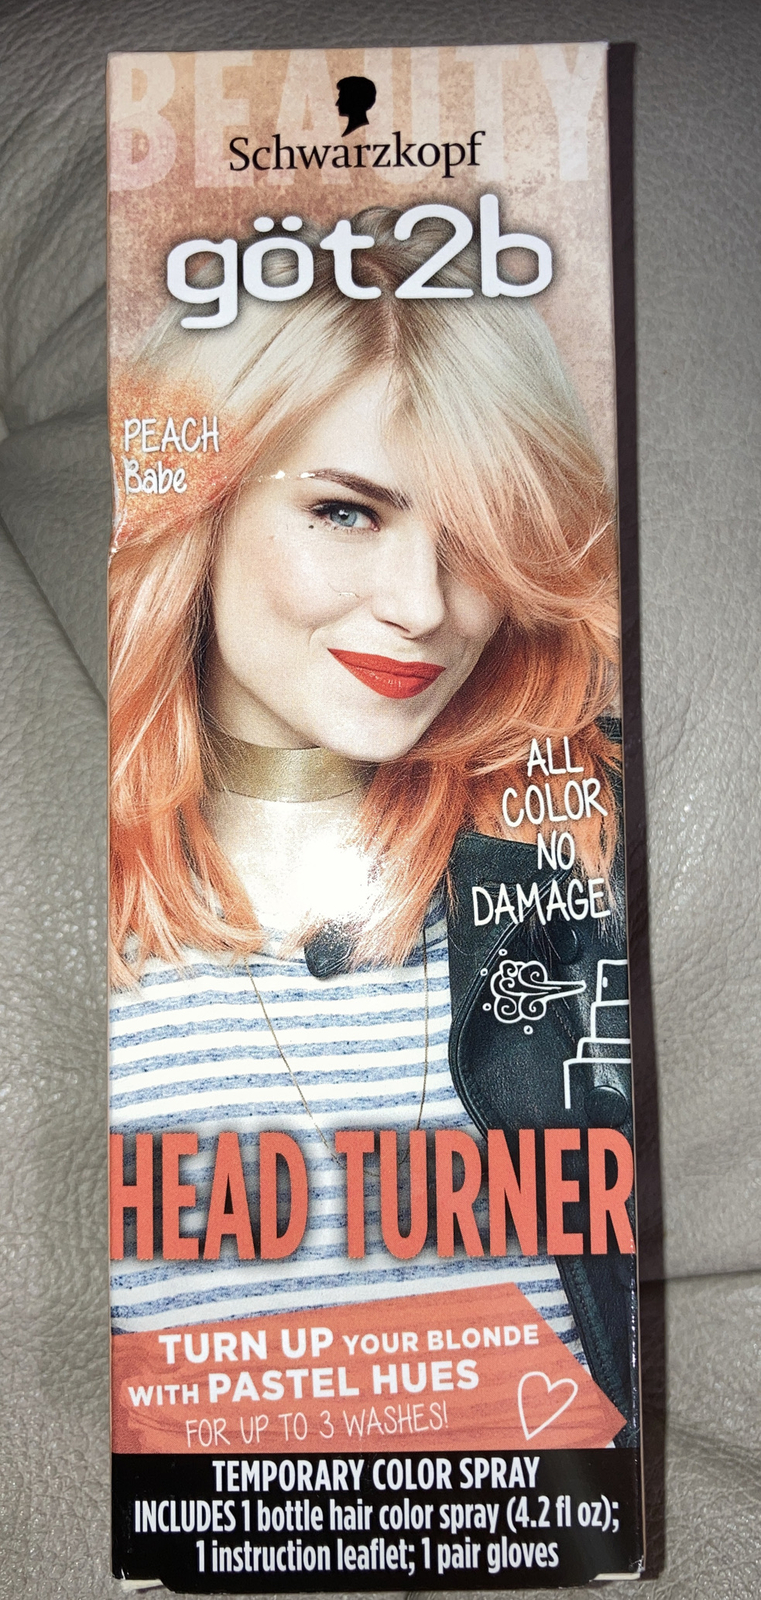 BEAUTY
Schwarzkopf
göt2b
PEACH
Babe
ALL
COLOR
NO
DAMAGE
HEAD TURNER
TURN UP YOUR BLONDE
WITH PASTEL HUES
FOR UP TO 3 WASHES!
TEMPORARY COLOR SPRAY
INCLUDES 1 bottle hair color spray (4.2 fl oz);
1 instruction leaflet; 1 pair gloves